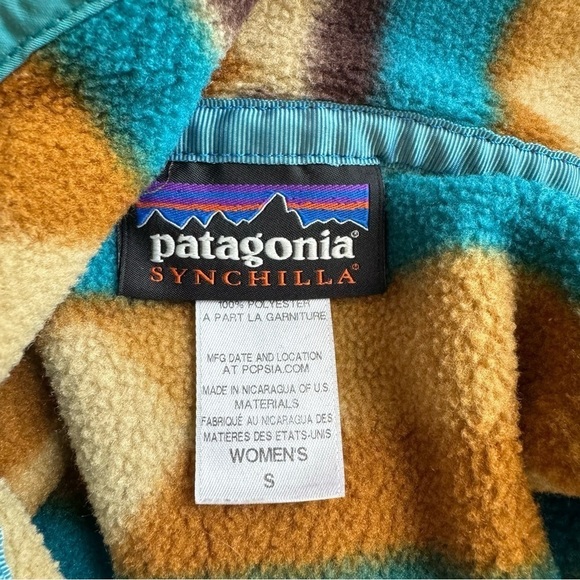 patagonia®
SYNCHILLA®
100% POLYESTER
A PART LA GARNITURE
MFG DATE AND LOCATION
AT PCPSIA.COM
MADE IN NICARAGUA OF U.S.
MATERIALS
FABRIQUÉ AU NICARAGUA DES
MATIÈRES DES ETATS-UNIS
WOMEN'S
S